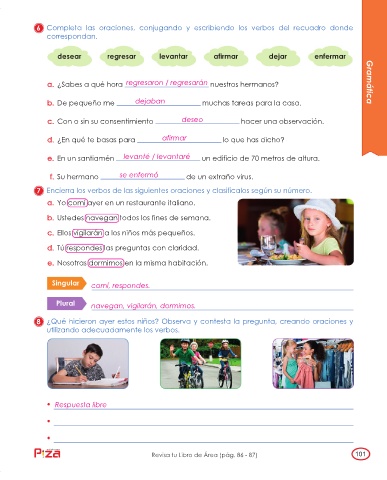 6 Completa las oraciones, conjugando y escribiendo los verbos del recuadro donde
correspondan.
desear regresar levantar afirmar dejar enfermar
a. ¿Sabes a qué hora regresaron / regresarán nuestros hermanos?
b. De pequeño me dejaban muchas tareas para la casa.
c. Con o sin su consentimiento deseo hacer una observación.
d. ¿En qué te basas para afirmar lo que has dicho?
e. En un santiamén levanté / levantaré un edificio de 70 metros de altura.
f. Su hermano se enfermó de un extraño virus.
7 Encierra los verbos de las siguientes oraciones y clasifícalos según su número.
a. Yo comí ayer en un restaurante italiano.
b. Ustedes navegan todos los fines de semana.
c. Ellos vigilarán a los niños más pequeños.
d. Tú respondes las preguntas con claridad.
e. Nosotros dormimos en la misma habitación.
Singular comí, respondes.
Plural navegan, vigilarán, dormimos.
8 ¿Qué hicieron ayer estos niños? Observa y contesta la pregunta, creando oraciones y
utilizando adecuadamente los verbos.
• Respuesta libre
•
•
Revisa tu Libro de Área (pág. 86 - 87)
101
Gramática